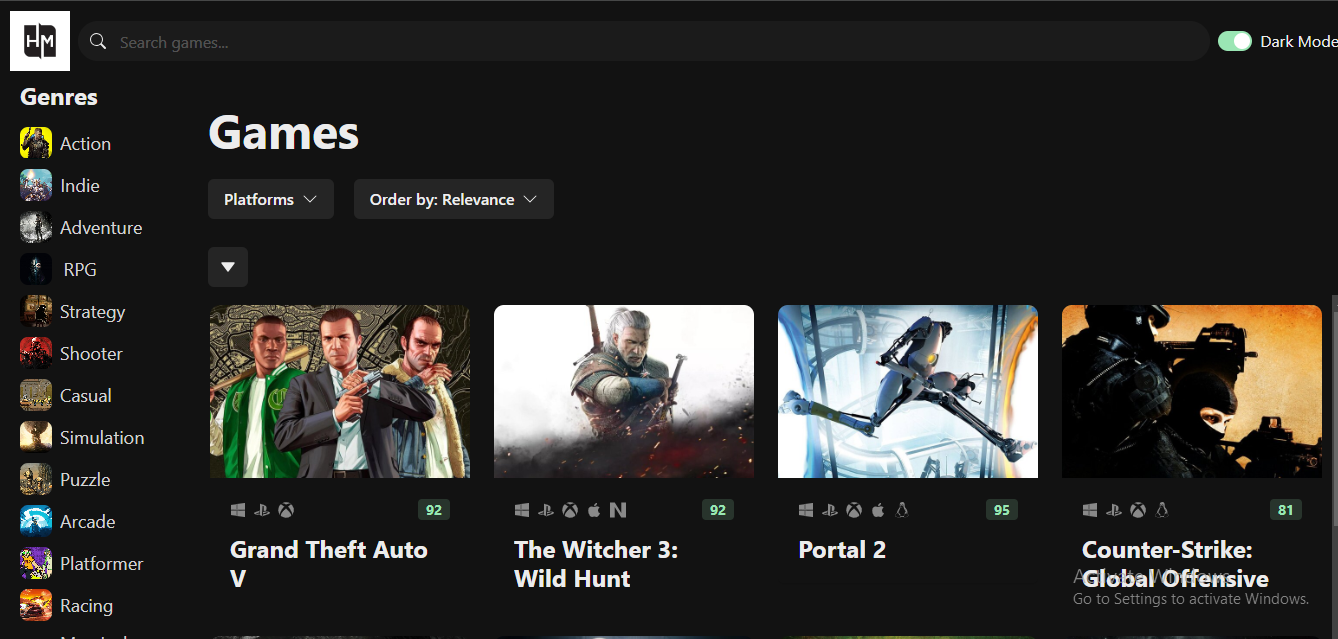 HM
Search games...
Dark Mode
Genres
Action
Indie
Adventure
RPG
Strategy
Shooter
Casual
Simulation
Puzzle
Arcade
Platformer
Racing
Games
Platforms
Order by: Relevance
92
Grand Theft Auto
V
92
The Witcher 3:
Wild Hunt
95
Portal 2
81
Counter-Strike:
Global Offensive
Activate Windows
Go to Settings to activate Windows.